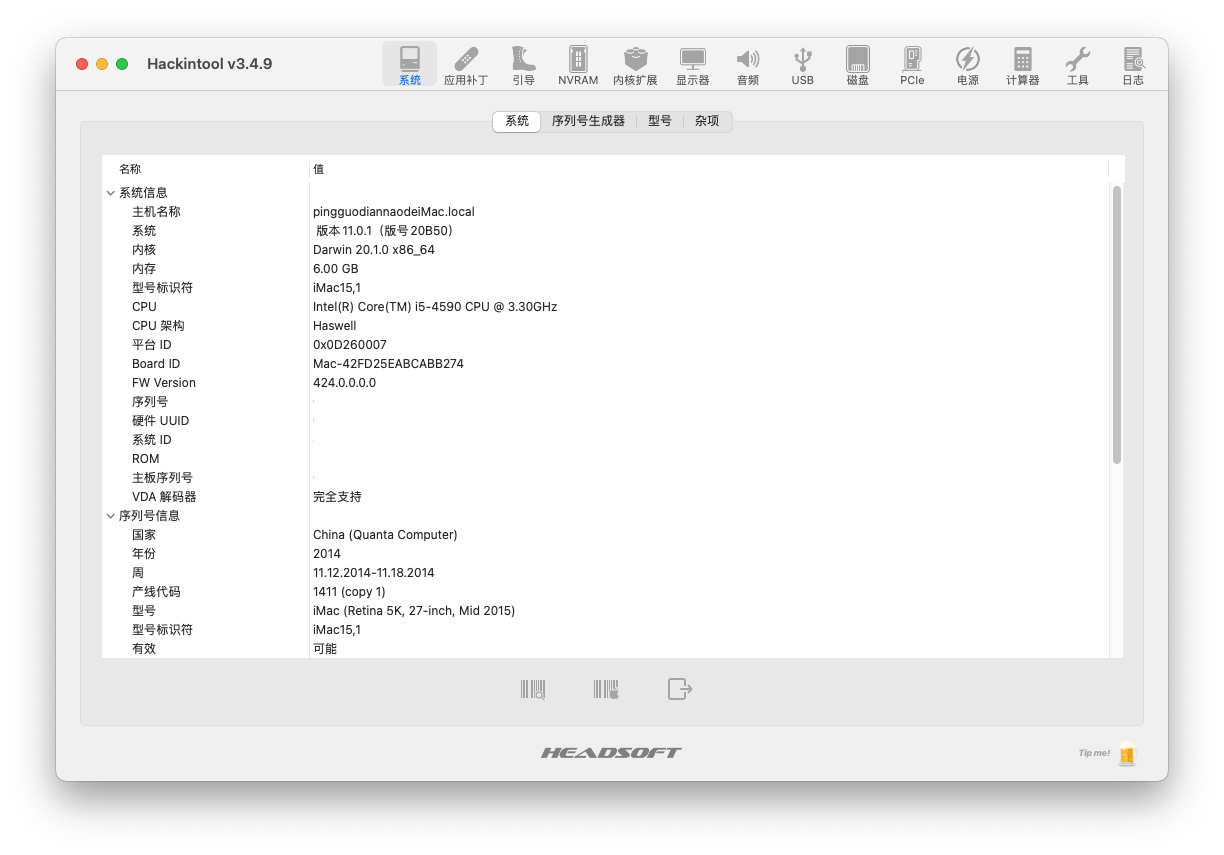 Hackintool v3.4.9
系统 应用补丁 引导 NVRAM 内核扩展 显示器 音频 USB 磁盘 PCIe 电源 计算器 工具 日志
系统 序列号生成器 型号 杂项
名称 值
系统信息
主机名称 pingguodiannaodeiMac.local
系统 版本11.0.1（版号20B50）
内核 Darwin 20.1.0 x86_64
内存 6.00 GB
型号标识符 iMac15,1
CPU Intel(R) Core(TM) i5-4590 CPU @ 3.30GHz
CPU 架构 Haswell
平台 ID 0x0D260007
Board ID Mac-42FD25EABCABB274
FW Version 424.0.0.0.0
序列号
硬件 UUID
系统 ID
ROM
主板序列号
VDA 解码器 完全支持
序列号信息
国家 China (Quanta Computer)
年份 2014
周 11.12.2014-11.18.2014
产线代码 1411 (copy 1)
型号 iMac (Retina 5K, 27-inch, Mid 2015)
型号标识符 iMac15,1
有效 可能
HEADSOFT
Tip me!